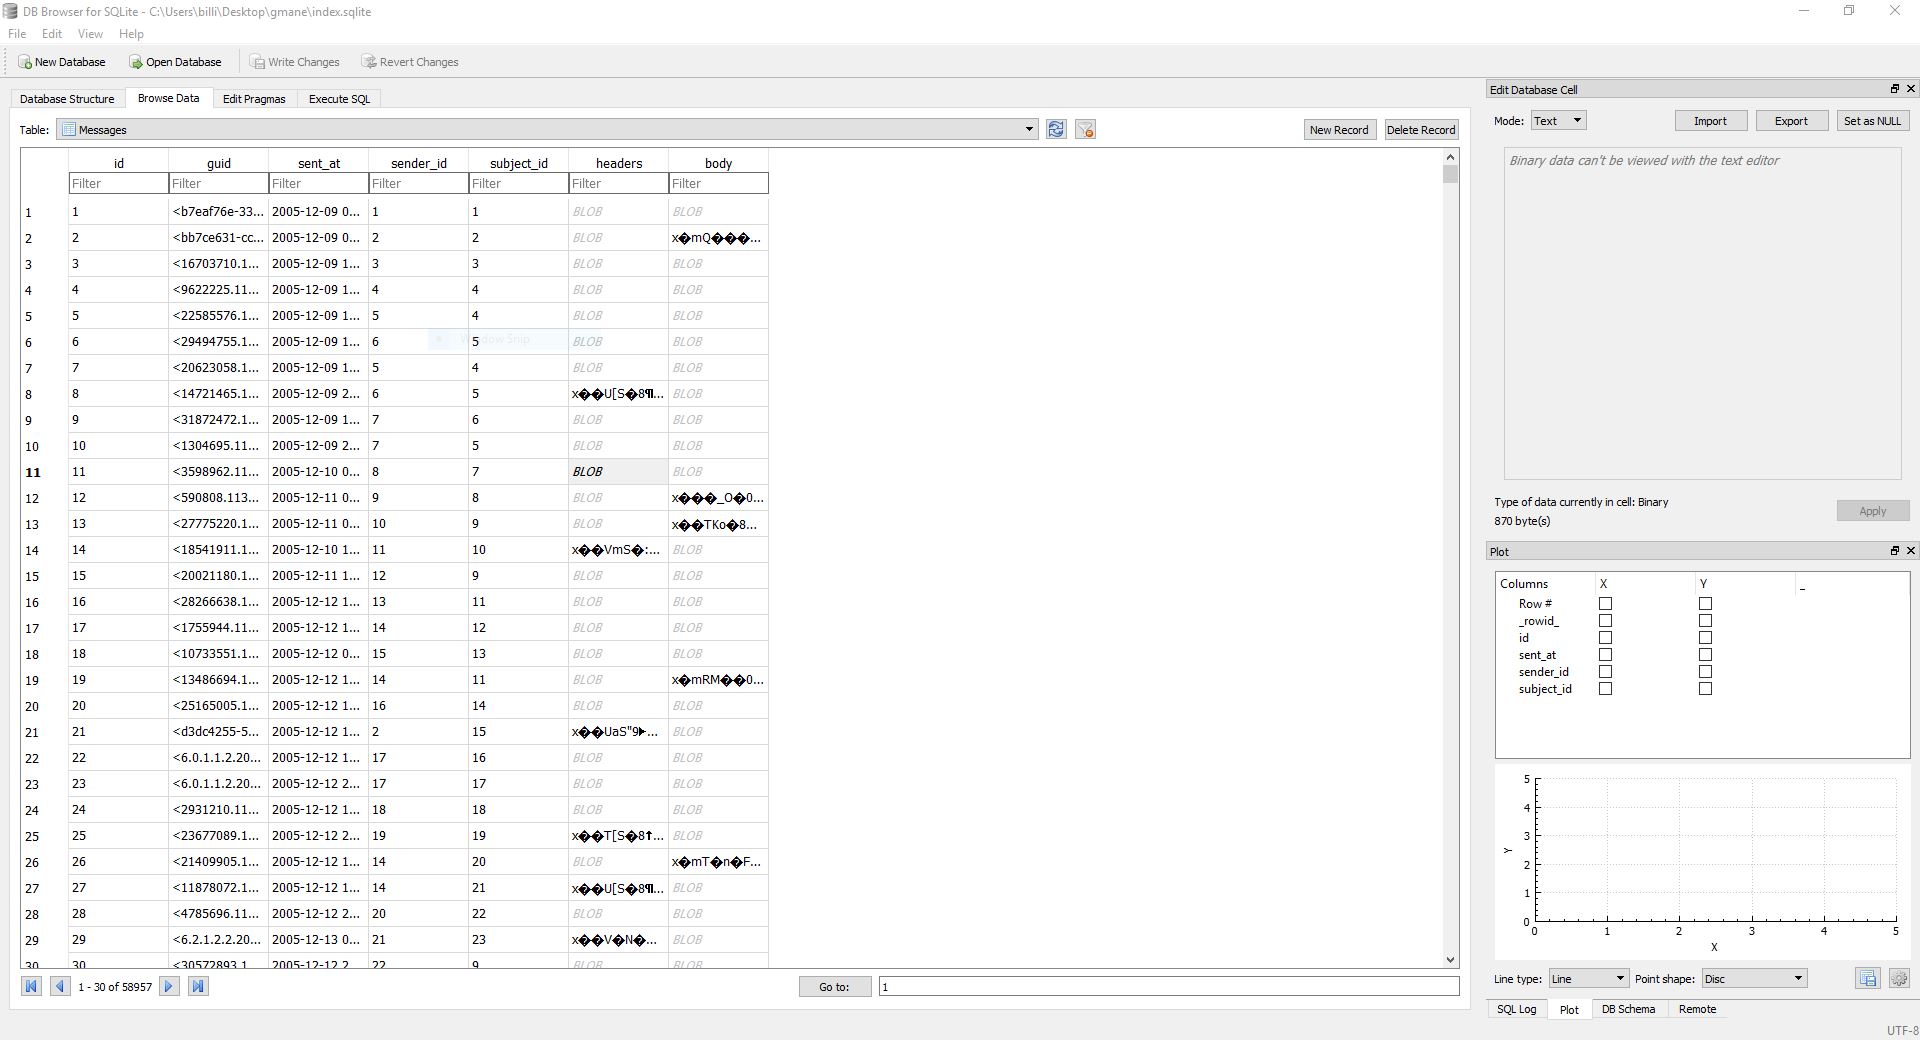 DB Browser for SQLite - C:\Users\billi\Desktop\gmane\index.sqlite
File Edit View Help
New Database Open Database Write Changes Revert Changes
Database Structure Browse Data Edit Pragmas Execute SQL
Table: Messages New Record Delete Record
id guid sent_at sender_id subject_id headers body
Filter Filter Filter Filter Filter Filter Filter
1 1 <b7eaf76e-33... 2005-12-09 0... 1 1 BLOB BLOB
2 2 <bb7ce631-cc... 2005-12-09 0... 2 2 BLOB x�mQ���...
3 3 <16703710.1... 2005-12-09 1... 3 3 BLOB BLOB
4 4 <9622225.11... 2005-12-09 1... 4 4 BLOB BLOB
5 5 <22585576.1... 2005-12-09 1... 5 4 BLOB BLOB
6 6 <29494755.1... 2005-12-09 1... 6 5 BLOB BLOB
Window Snip
7 7 <20623058.1... 2005-12-09 1... 5 4 BLOB BLOB
8 8 <14721465.1... 2005-12-09 2... 6 5 x��U[S�8¶... BLOB
9 9 <31872472.1... 2005-12-09 1... 7 6 BLOB BLOB
10 10 <1304695.11... 2005-12-09 2... 7 5 BLOB BLOB
11 11 <3598962.11... 2005-12-10 0... 8 7 BLOB BLOB
12 12 <590808.113... 2005-12-11 0... 9 8 BLOB x���_O�0...
13 13 <27775220.1... 2005-12-11 0... 10 9 BLOB x��TKo�8...
14 14 <18541911.1... 2005-12-10 1... 11 10 x��VmS�:... BLOB
15 15 <20021180.1... 2005-12-11 1... 12 9 BLOB BLOB
16 16 <28266638.1... 2005-12-12 1... 13 11 BLOB BLOB
17 17 <1755944.11... 2005-12-12 1... 14 12 BLOB BLOB
18 18 <10733551.1... 2005-12-12 0... 15 13 BLOB BLOB
19 19 <13486694.1... 2005-12-12 1... 14 11 BLOB x�mRM��0...
20 20 <25165005.1... 2005-12-12 1... 16 14 BLOB BLOB
21 21 <d3dc4255-5... 2005-12-12 1... 2 15 x��UaS"9►... BLOB
22 22 <6.0.1.1.2.20... 2005-12-12 1... 17 16 BLOB BLOB
23 23 <6.0.1.1.2.20... 2005-12-12 2... 17 17 BLOB BLOB
24 24 <2931210.11... 2005-12-12 1... 18 18 BLOB BLOB
25 25 <23677089.1... 2005-12-12 2... 19 19 x��T[S�8↑... BLOB
26 26 <21409905.1... 2005-12-12 1... 14 20 BLOB x�mT�n�F...
27 27 <11878072.1... 2005-12-12 1... 14 21 x��U[S�8¶... BLOB
28 28 <4785696.11... 2005-12-12 2... 20 22 BLOB BLOB
29 29 <6.2.1.2.2.20... 2005-12-13 0... 21 23 x��V�N�... BLOB
30 30 <30572893.1... 2005-12-12 2... 22 9 BLOB BLOB
1 - 30 of 58957 Go to: 1
Edit Database Cell
Mode: Text Import Export Set as NULL
Binary data can't be viewed with the text editor
Type of data currently in cell: Binary
870 byte(s) Apply
Plot
Columns X Y _
Row #
_rowid_
id
sent_at
sender_id
subject_id
5
4
3
2
1
0
Y
0 1 2 3 4 5
X
Line type: Line Point shape: Disc
SQL Log Plot DB Schema Remote
UTF-8